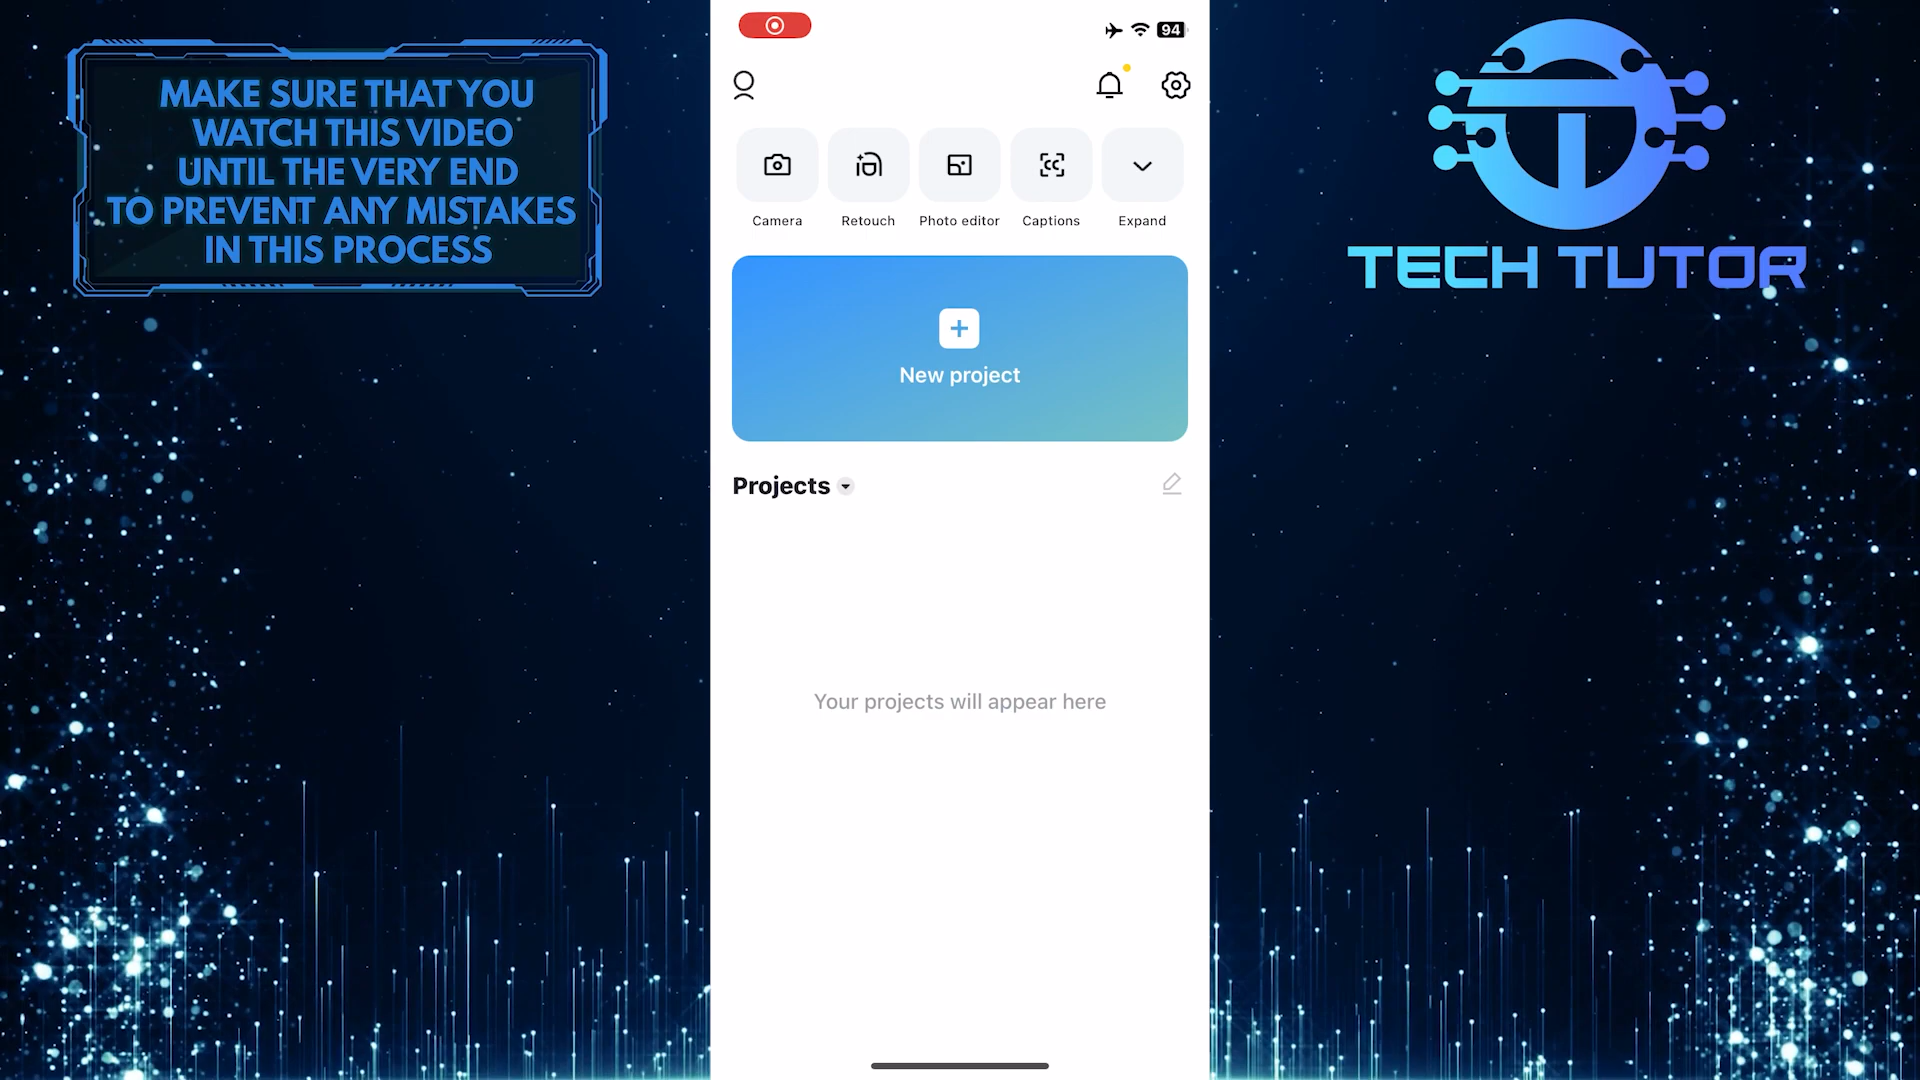 MAKE SURE THAT YOU
WATCH THIS VIDEO
UNTIL THE VERY END
TO PREVENT ANY MISTAKES
IN THIS PROCESS
94
Camera
Retouch
Photo editor
Captions
Expand
New project
Projects
Your projects will appear here
TECH TUTOR